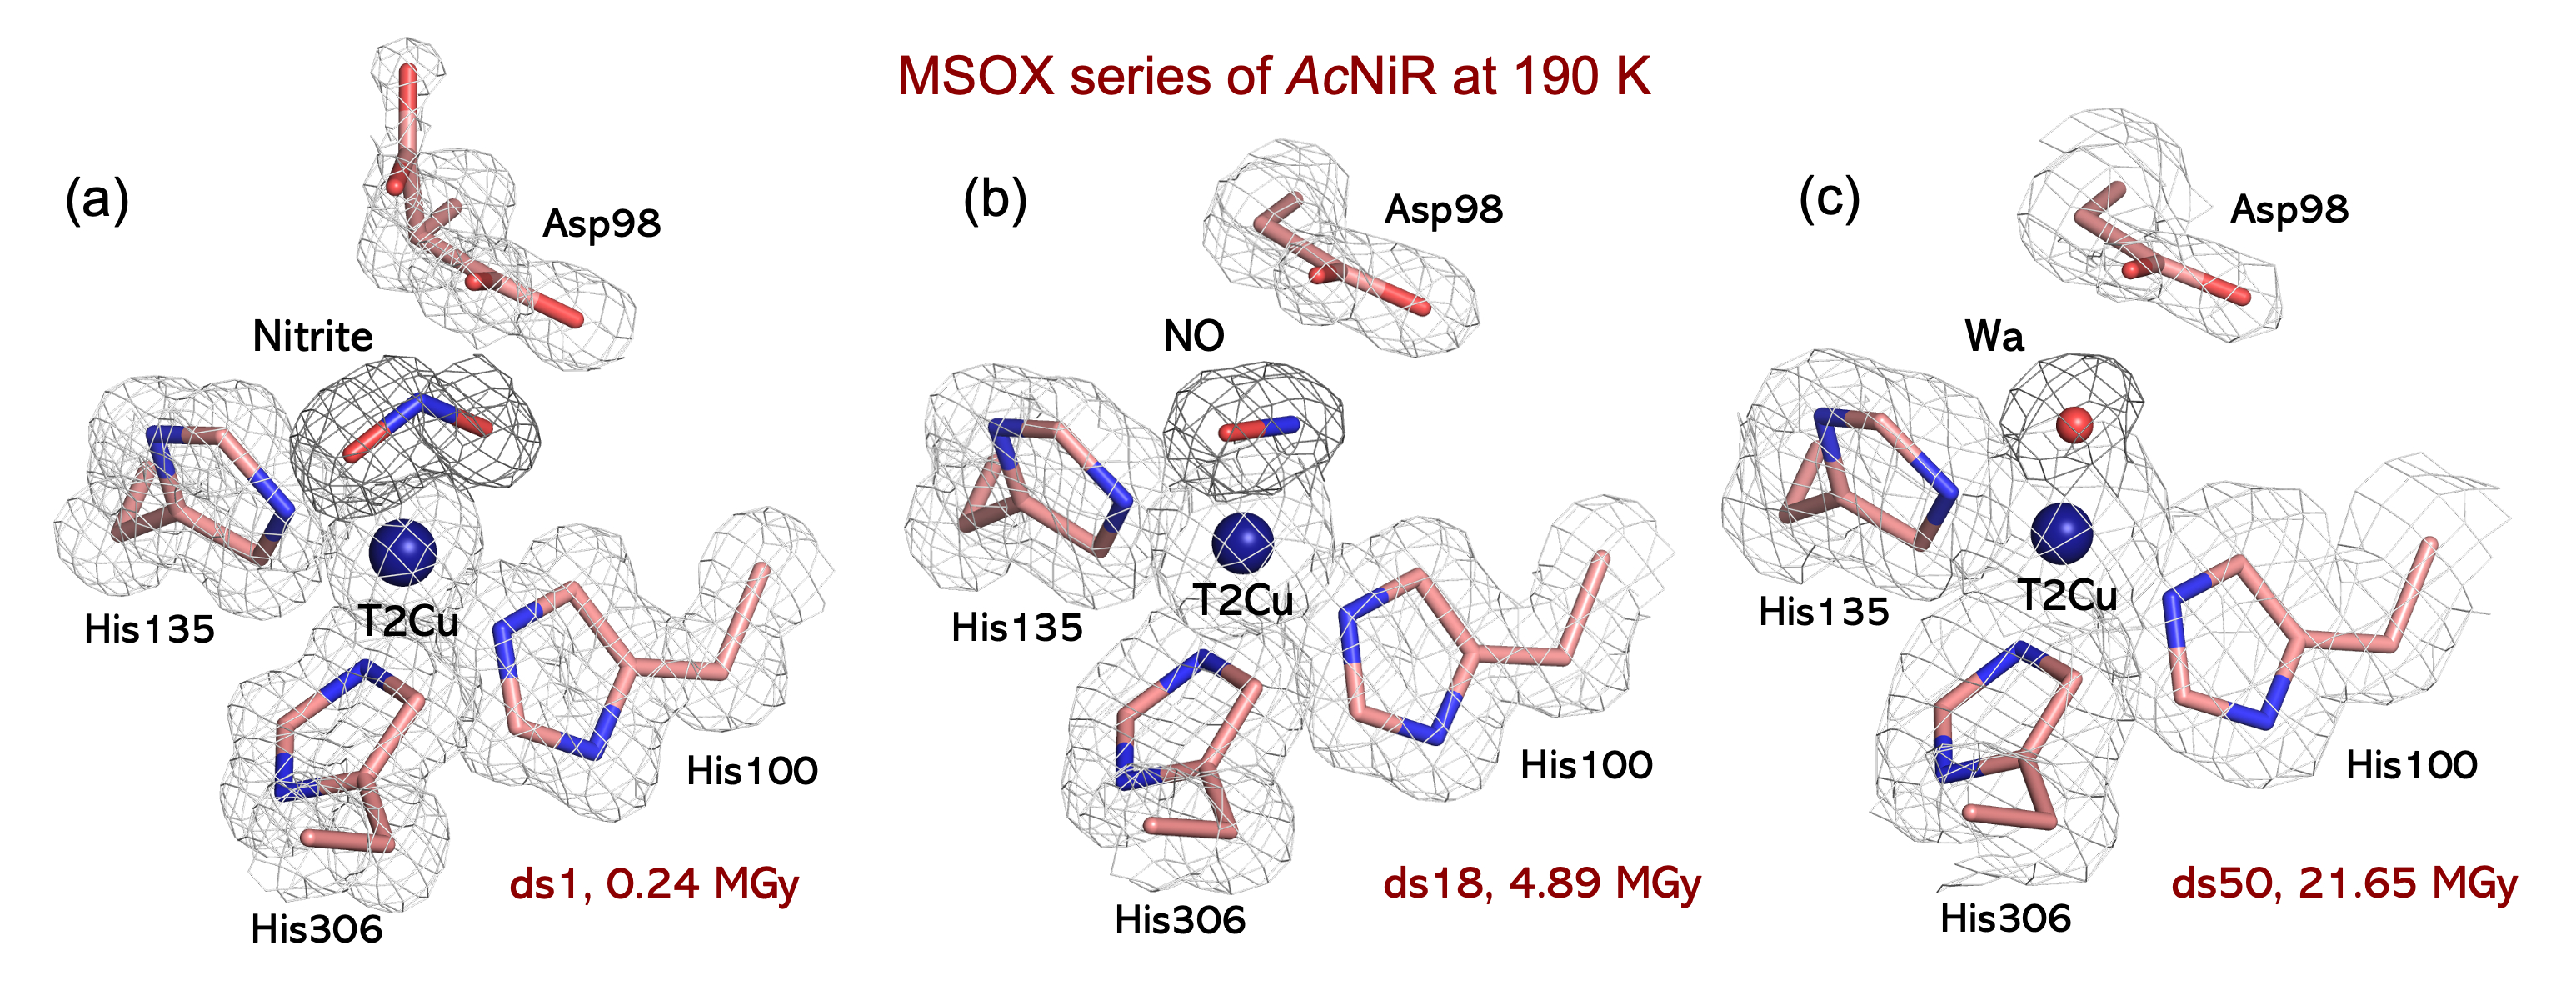 MSOX series of AcNiR at 190 K
(a)
Asp98
Nitrite
His135
T2Cu
His100
His306
ds1, 0.24 MGy
(b)
Asp98
NO
His135
T2Cu
His100
His306
ds18, 4.89 MGy
(c)
Asp98
Wa
His135
T2Cu
His100
His306
ds50, 21.65 MGy